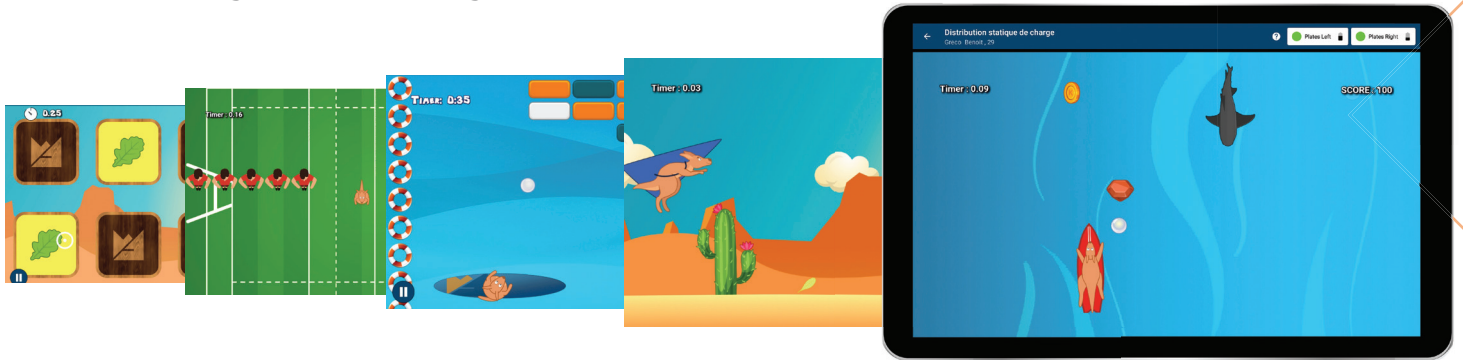 0:25
Timer : 0.16
TIMER: 0:35
Timer : 0.03
Distribution statique de charge
Greco Benoit , 29
?
Plates Left
Plates Right
Timer : 0.09
SCORE : 100